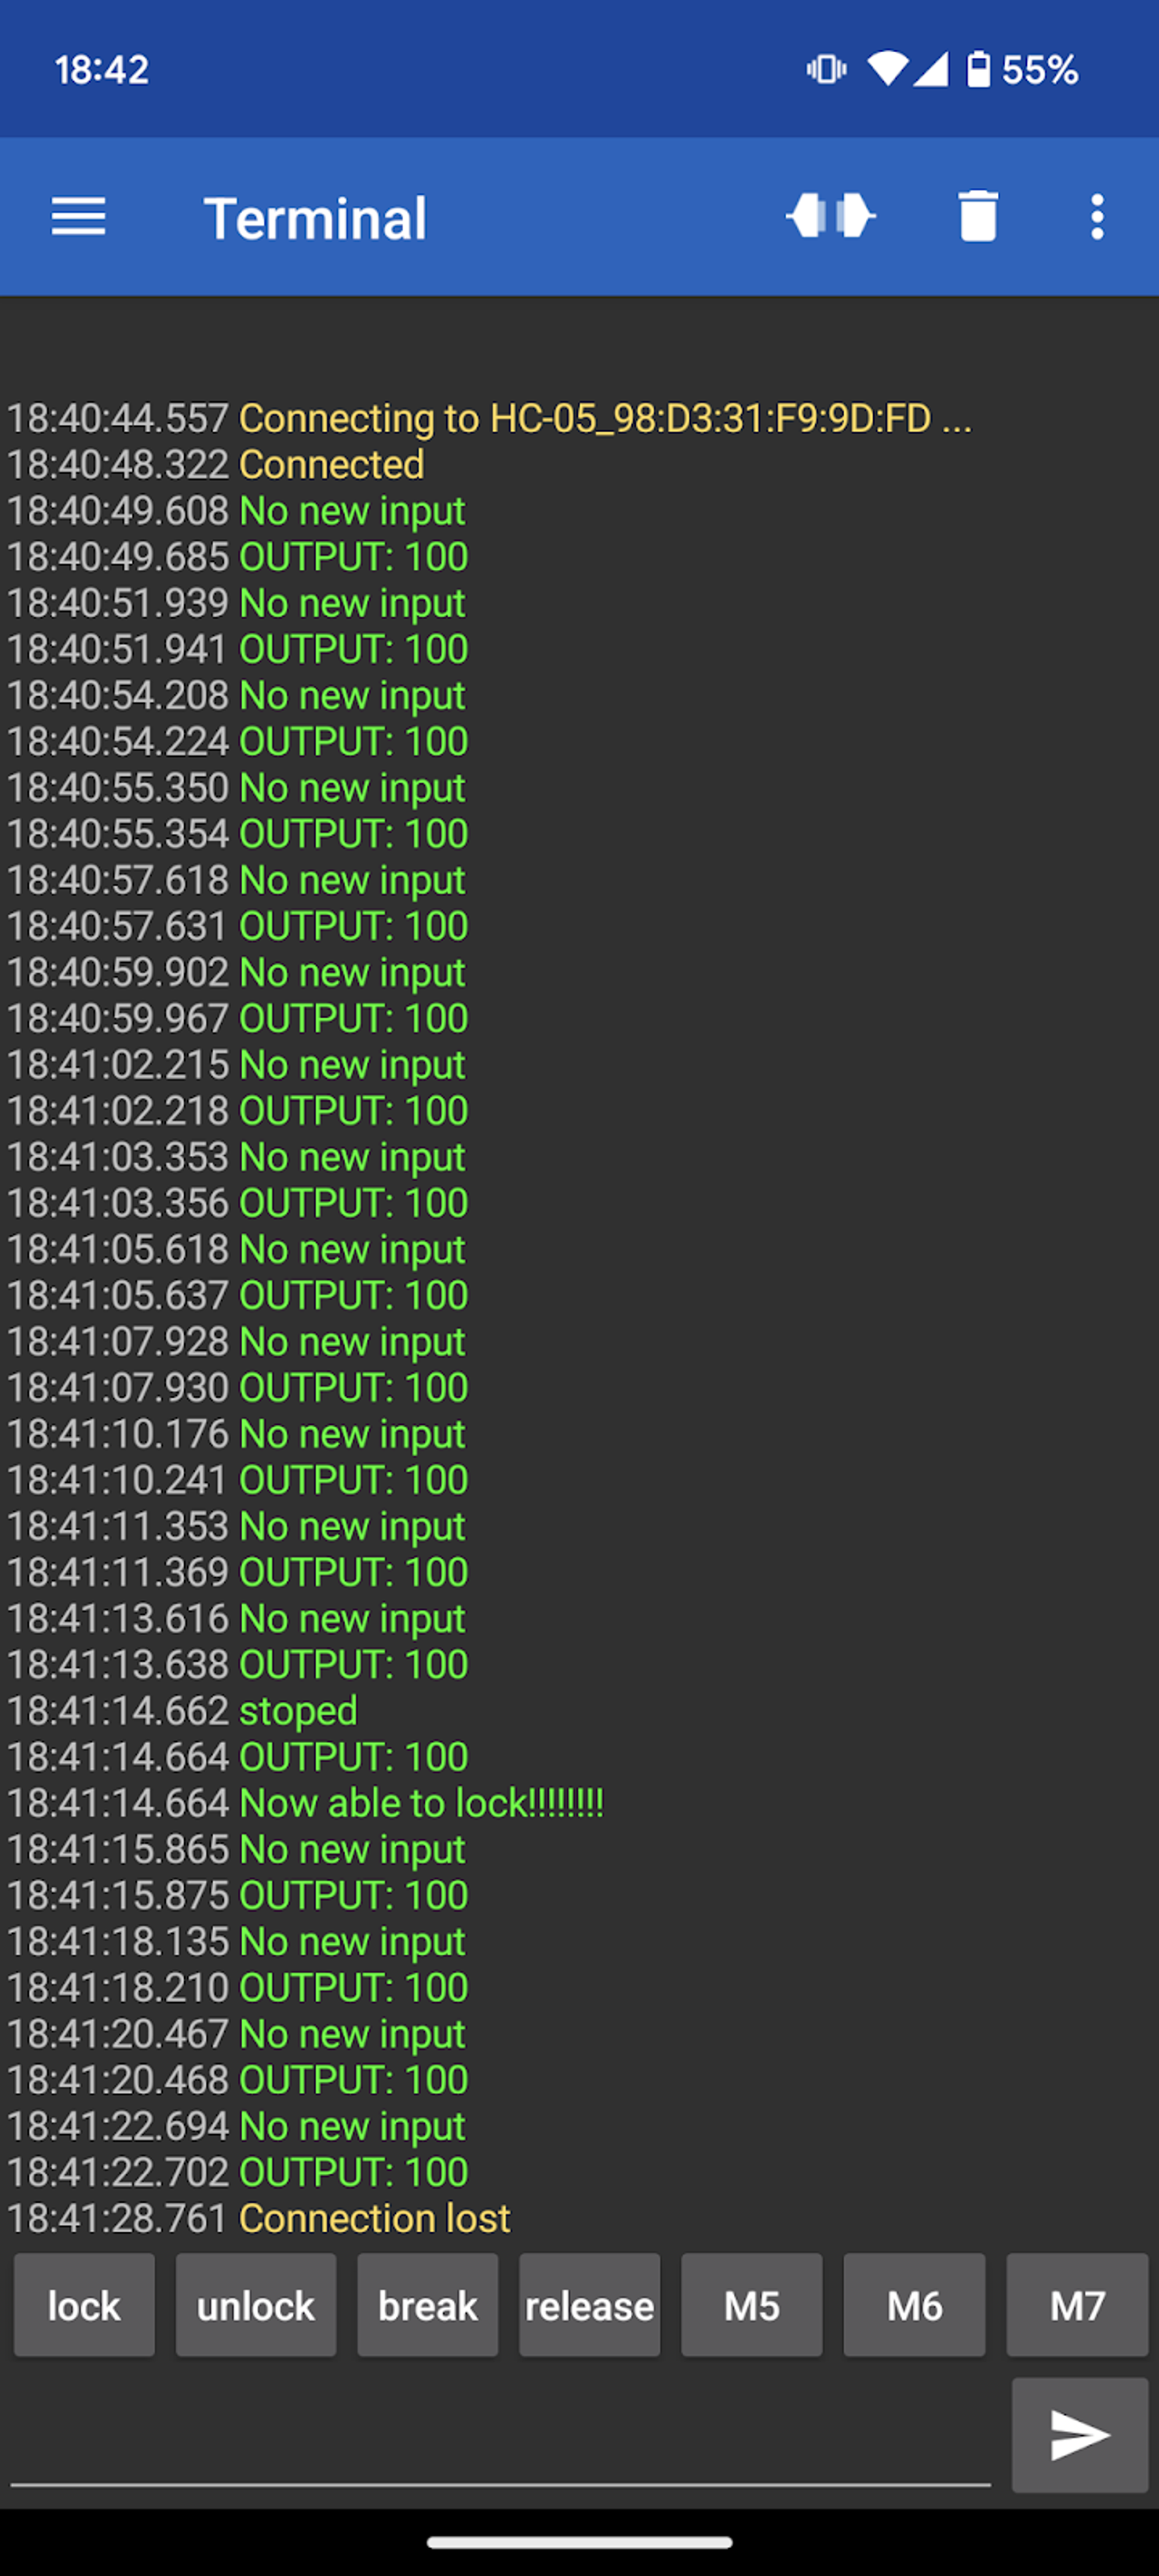 18:42 55%
Terminal
18:40:44.557 Connecting to HC-05_98:D3:31:F9:9D:FD ...
18:40:48.322 Connected
18:40:49.608 No new input
18:40:49.685 OUTPUT: 100
18:40:51.939 No new input
18:40:51.941 OUTPUT: 100
18:40:54.208 No new input
18:40:54.224 OUTPUT: 100
18:40:55.350 No new input
18:40:55.354 OUTPUT: 100
18:40:57.618 No new input
18:40:57.631 OUTPUT: 100
18:40:59.902 No new input
18:40:59.967 OUTPUT: 100
18:41:02.215 No new input
18:41:02.218 OUTPUT: 100
18:41:03.353 No new input
18:41:03.356 OUTPUT: 100
18:41:05.618 No new input
18:41:05.637 OUTPUT: 100
18:41:07.928 No new input
18:41:07.930 OUTPUT: 100
18:41:10.176 No new input
18:41:10.241 OUTPUT: 100
18:41:11.353 No new input
18:41:11.369 OUTPUT: 100
18:41:13.616 No new input
18:41:13.638 OUTPUT: 100
18:41:14.662 stoped
18:41:14.664 OUTPUT: 100
18:41:14.664 Now able to lock!!!!!!!!
18:41:15.865 No new input
18:41:15.875 OUTPUT: 100
18:41:18.135 No new input
18:41:18.210 OUTPUT: 100
18:41:20.467 No new input
18:41:20.468 OUTPUT: 100
18:41:22.694 No new input
18:41:22.702 OUTPUT: 100
18:41:28.761 Connection lost
lock unlock break release M5 M6 M7